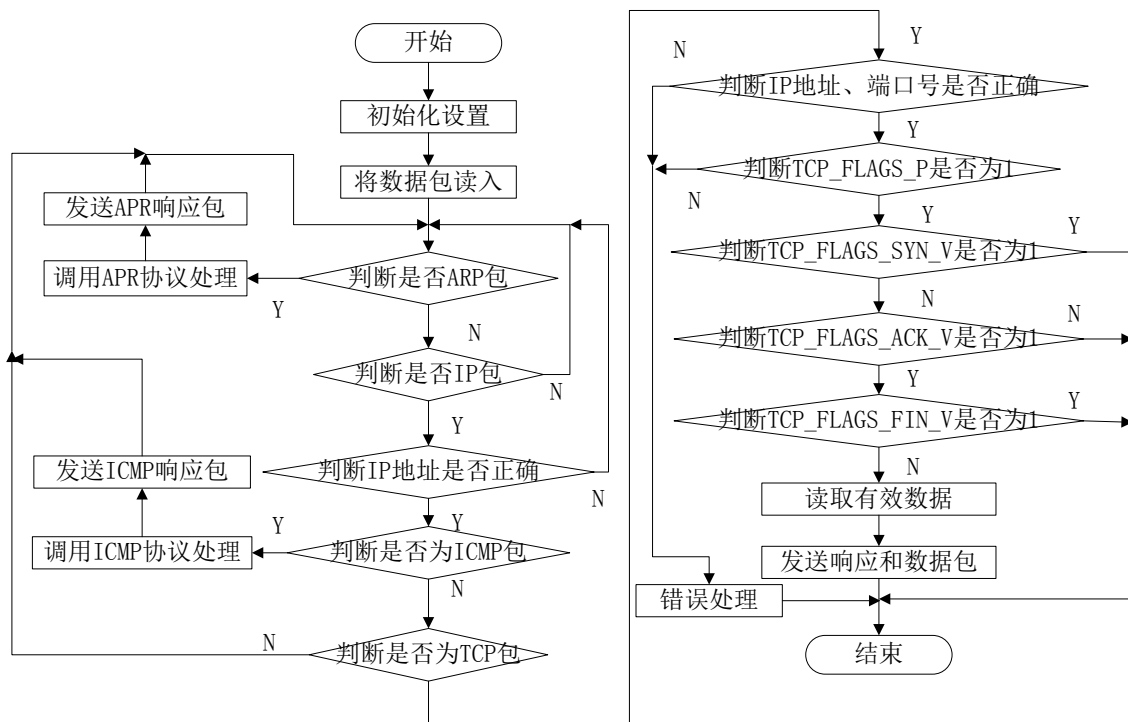 开始
初始化设置
将数据包读入
发送APR响应包
调用APR协议处理
判断是否ARP包
Y
N
判断是否IP包
N
Y
发送ICMP响应包
判断IP地址是否正确
N
Y
Y
调用ICMP协议处理
判断是否为ICMP包
N
N
判断是否为TCP包
Y
N
判断IP地址、端口号是否正确
Y
判断TCP_FLAGS_P是否为1
N
Y
Y
判断TCP_FLAGS_SYN_V是否为1
N
N
判断TCP_FLAGS_ACK_V是否为1
Y
Y
判断TCP_FLAGS_FIN_V是否为1
N
读取有效数据
发送响应和数据包
错误处理
结束